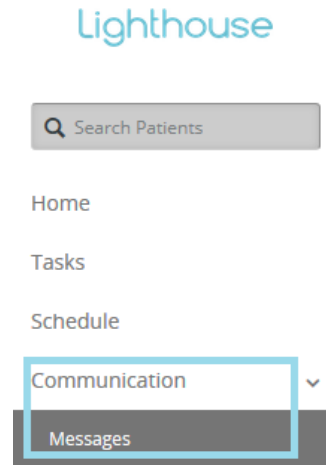 Lighthouse
Search Patients
Home
Tasks
Schedule
Communication
Messages